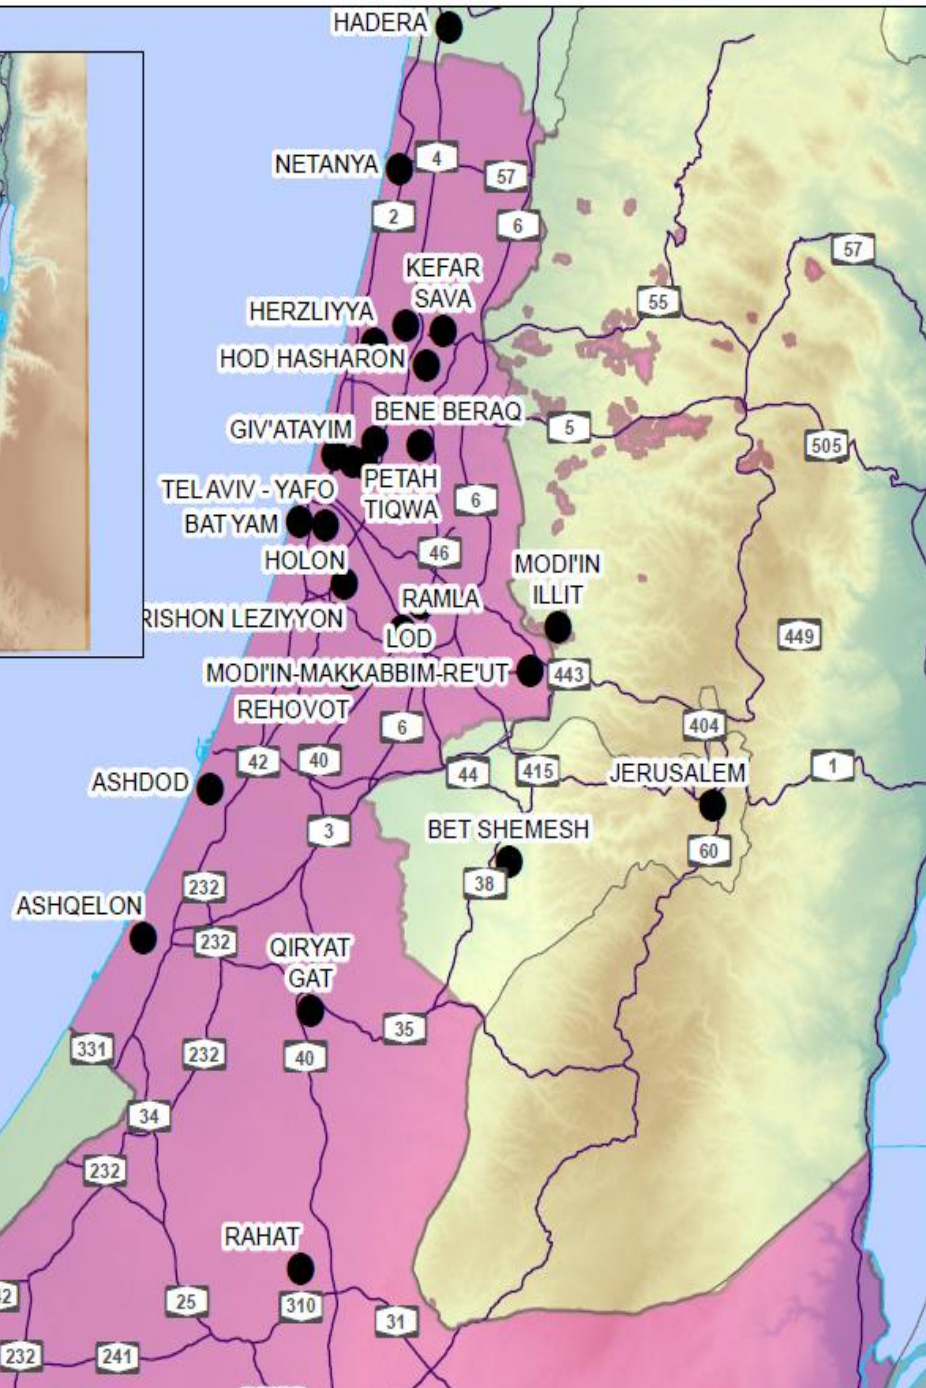 HADERA
NETANYA
4
57
2
6
KEFAR
SAVA
57
HERZLIYYA
55
HOD HASHARON
BENE BERAQ
GIV'ATAYIM
5
505
PETAH
TIQWA
TEL AVIV - YAFO
6
BAT YAM
46
HOLON
MODI'IN
ILLIT
RAMLA
RISHON LEZIYYON
LOD
449
MODI'IN-MAKKABBIM-RE'UT
443
REHOVOT
6
404
42
40
44
415
JERUSALEM
1
ASHDOD
3
BET SHEMESH
60
38
232
ASHQELON
232
QIRYAT
GAT
35
331
232
40
34
232
RAHAT
25
310
31
232
241